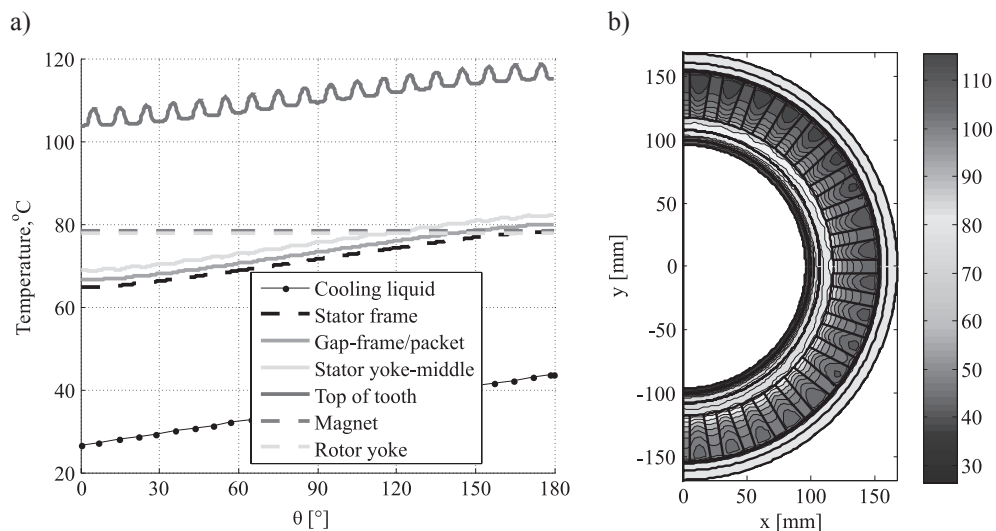 a)
140
120
100
80
60
40
20
Temperature,°C
0
30
60
90
120
150
180
θ [°]
Cooling liquid
Stator frame
Gap-frame/packet
Stator yoke-middle
Top of tooth
Magnet
Rotor yoke
b)
150
100
50
0
-50
-100
-150
y [mm]
0
50
100
150
x [mm]
110
100
90
80
70
60
50
40
30